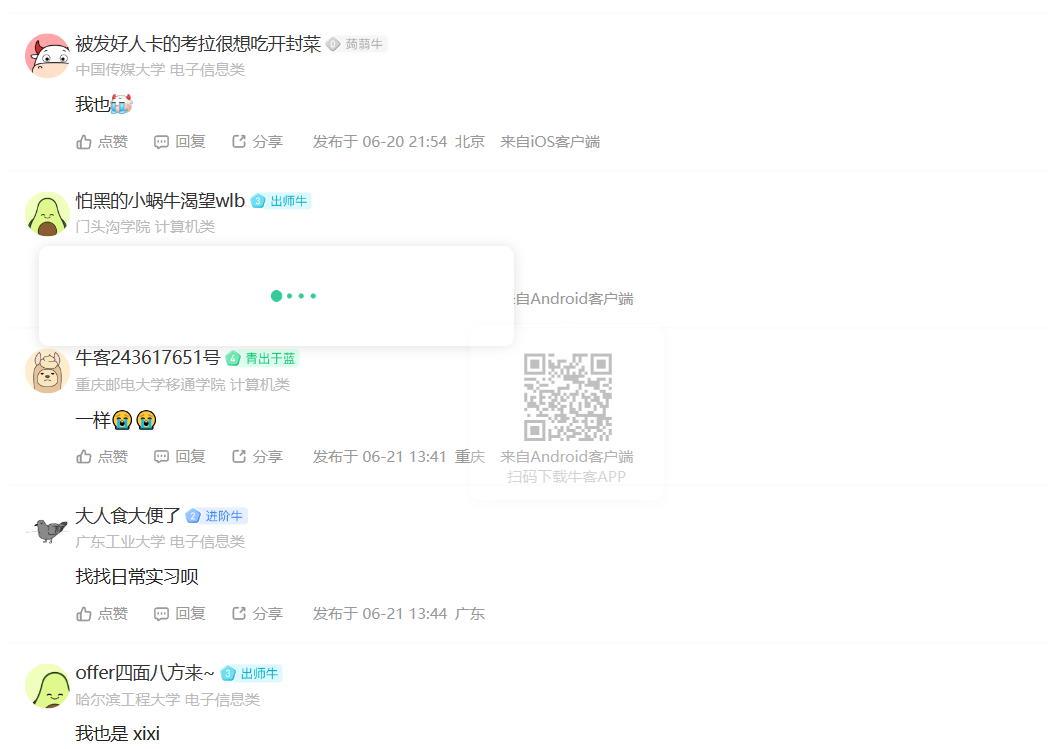 被发好人卡的考拉很想吃开封菜 0 蒟蒻牛
中国传媒大学 电子信息类
我也
点赞 回复 分享 发布于 06-20 21:54 北京 来自iOS客户端
怕黑的小蜗牛渴望wlb 3 出师牛
门头沟学院 计算机类
自Android客户端
牛客243617651号 4 青出于蓝
重庆邮电大学移通学院 计算机类
一样
点赞 回复 分享 发布于 06-21 13:41 重庆 来自Android客户端
扫码下载牛客APP
大人食大便了 2 进阶牛
广东工业大学 电子信息类
找找日常实习呗
点赞 回复 分享 发布于 06-21 13:44 广东
offer四面八方来~ 3 出师牛
哈尔滨工程大学 电子信息类
我也是 xixi